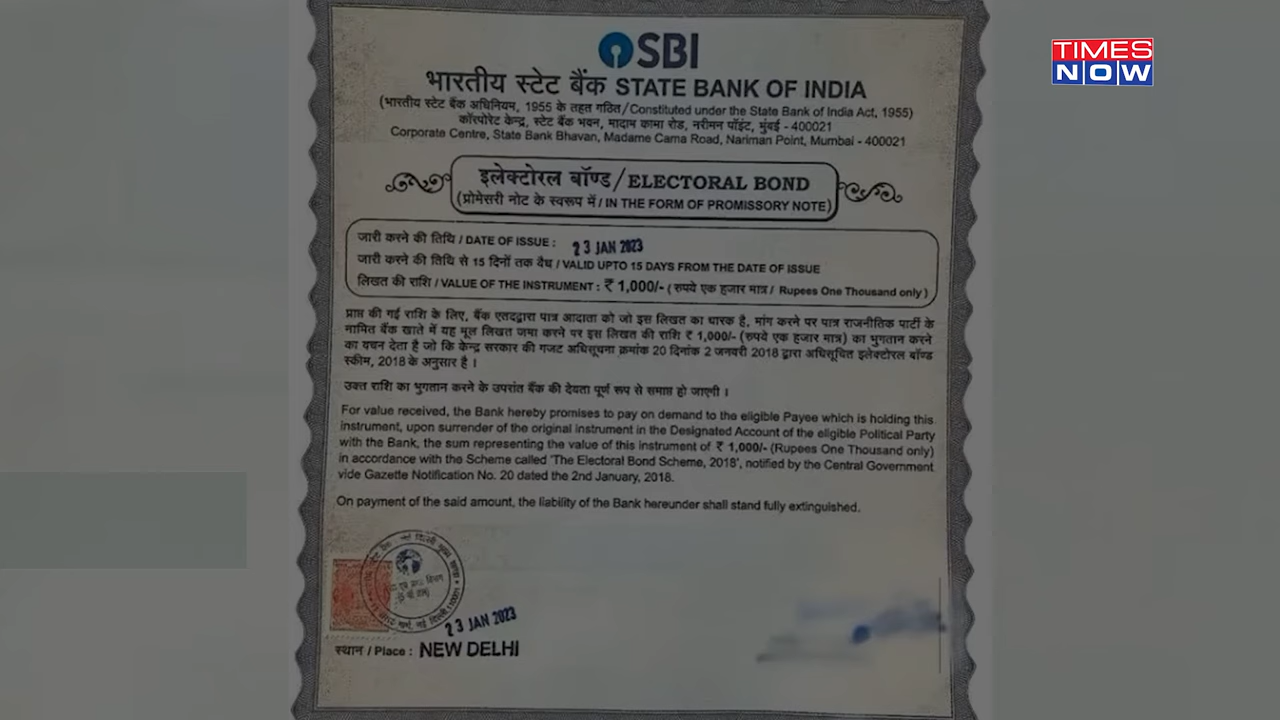 SBI
TIMES
NOW
भारतीय स्टेट बैंक STATE BANK OF INDIA
(भारतीय स्टेट बैंक अधिनियम, 1955 के तहत गठित/Constituted under the State Bank of India Act, 1955)
कॉरपोरेट केन्द्र, स्टेट बैंक भवन, मादाम कामा रोड, नरीमन पॉइंट, मुंबई - 400021
Corporate Centre, State Bank Bhavan, Madame Cama Road, Nariman Point, Mumbai - 400021
इलेक्टोरल बॉण्ड/ELECTORAL BOND
(प्रोमेसरी नोट के स्वरूप में/IN THE FORM OF PROMISSORY NOTE)
जारी करने की तिथि / DATE OF ISSUE : 23 JAN 2023
जारी करने की तिथि से 15 दिनों तक वैध / VALID UPTO 15 DAYS FROM THE DATE OF ISSUE
लिखत की राशि / VALUE OF THE INSTRUMENT : ₹ 1,000/- (रुपये एक हजार मात्र / Rupees One Thousand only)
प्राप्त की गई राशि के लिए, बैंक एतदद्वारा पात्र आदाता को जो इस लिखत का धारक है, मांग करने पर पात्र राजनीतिक पार्टी के
नामित बैंक खाते में यह मूल लिखत जमा करने पर इस लिखत की राशि ₹ 1,000/- (रुपये एक हजार मात्र) का भुगतान करने
का वचन देता है जो कि केन्द्र सरकार की गजट अधिसूचना क्रमांक 20 दिनांक 2 जनवरी 2018 द्वारा अधिसूचित इलेक्टोरल बॉण्ड
स्कीम, 2018 के अनुसार है ।
उक्त राशि का भुगतान करने के उपरांत बैंक की देयता पूर्ण रूप से समाप्त हो जाएगी ।
For value received, the Bank hereby promises to pay on demand to the eligible Payee which is holding this
instrument, upon surrender of the original instrument in the Designated Account of the eligible Political Party
with the Bank, the sum representing the value of this instrument of ₹ 1,000/- (Rupees One Thousand only)
in accordance with the Scheme called 'The Electoral Bond Scheme, 2018', notified by the Central Government
vide Gazette Notification No. 20 dated the 2nd January, 2018.
On payment of the said amount, the liability of the Bank hereunder shall stand fully extinguished.
23 JAN 2023
स्थान / Place : NEW DELHI